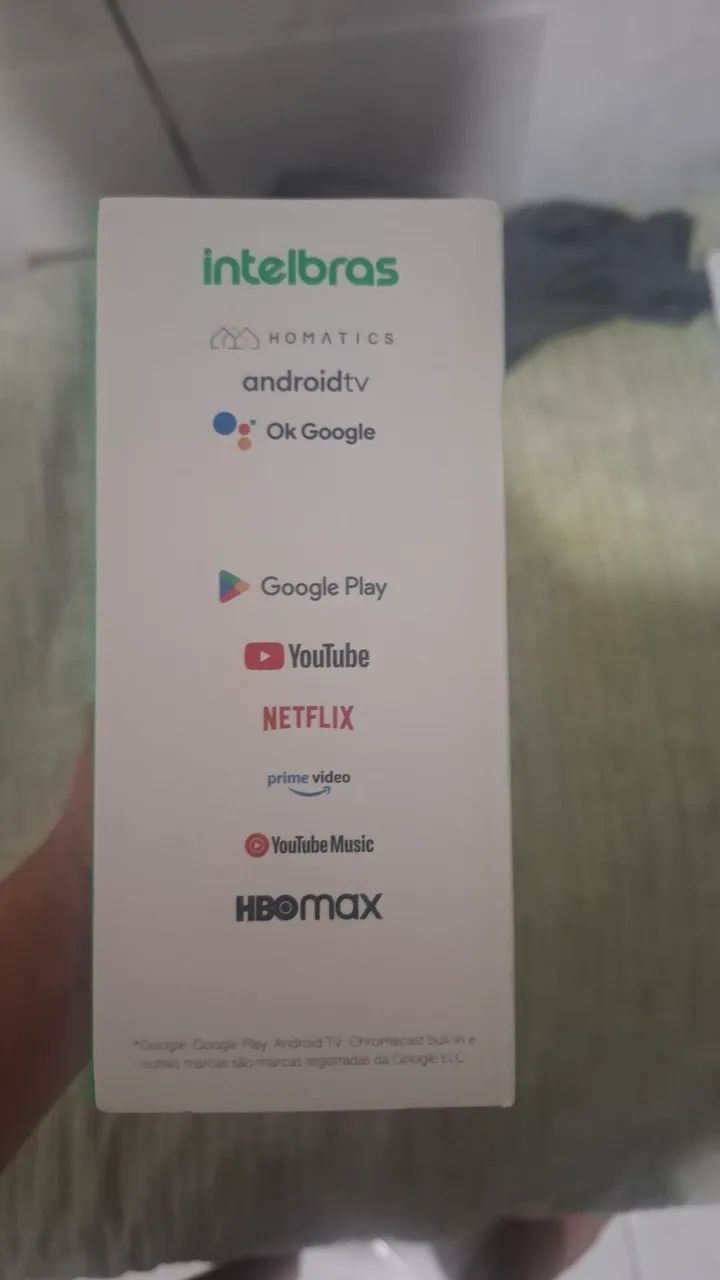 intelbras
HOMATICS
androidtv
Ok Google
Google Play
YouTube
NETFLIX
prime video
YouTube Music
HBOmax
*Google, Google Play, Android TV, Chromecast built-in e
outras marcas são marcas registradas da Google LLC